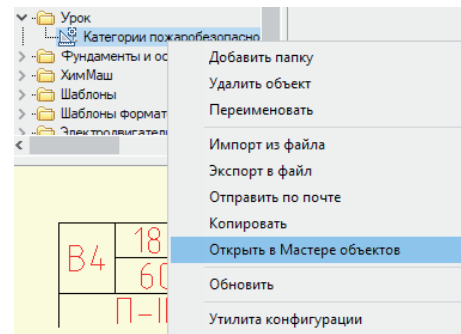 Урок
Категории пожаробезопасно
Фундаменты и ос
ХимМаш
Шаблоны
Шаблоны формат
Электродвигатели
Добавить папку
Удалить объект
Переименовать
Импорт из файла
Экспорт в файл
Отправить по почте
Копировать
Открыть в Мастере объектов
Обновить
Утилита конфигурации
В4
18
60
П-II